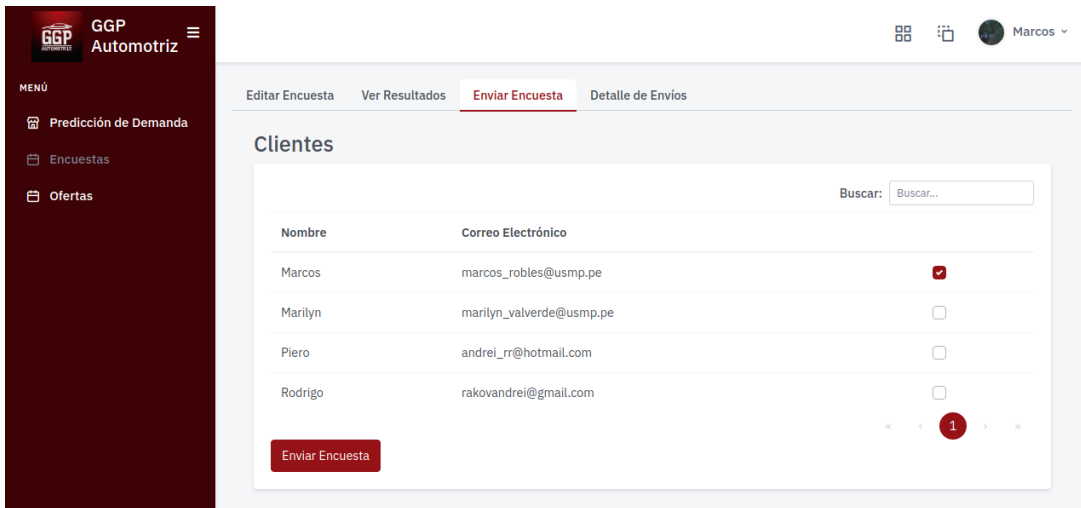 GGP
AUTOMOTRIZ
GGP
Automotriz
Marcos
MENÚ
Predicción de Demanda
Encuestas
Ofertas
Editar Encuesta Ver Resultados Enviar Encuesta Detalle de Envíos
Clientes
Buscar: Buscar...
Nombre Correo Electrónico
Marcos marcos_robles@usmp.pe
Marilyn marilyn_valverde@usmp.pe
Piero andrei_rr@hotmail.com
Rodrigo rakovandrei@gmail.com
« ‹ 1 › »
Enviar Encuesta